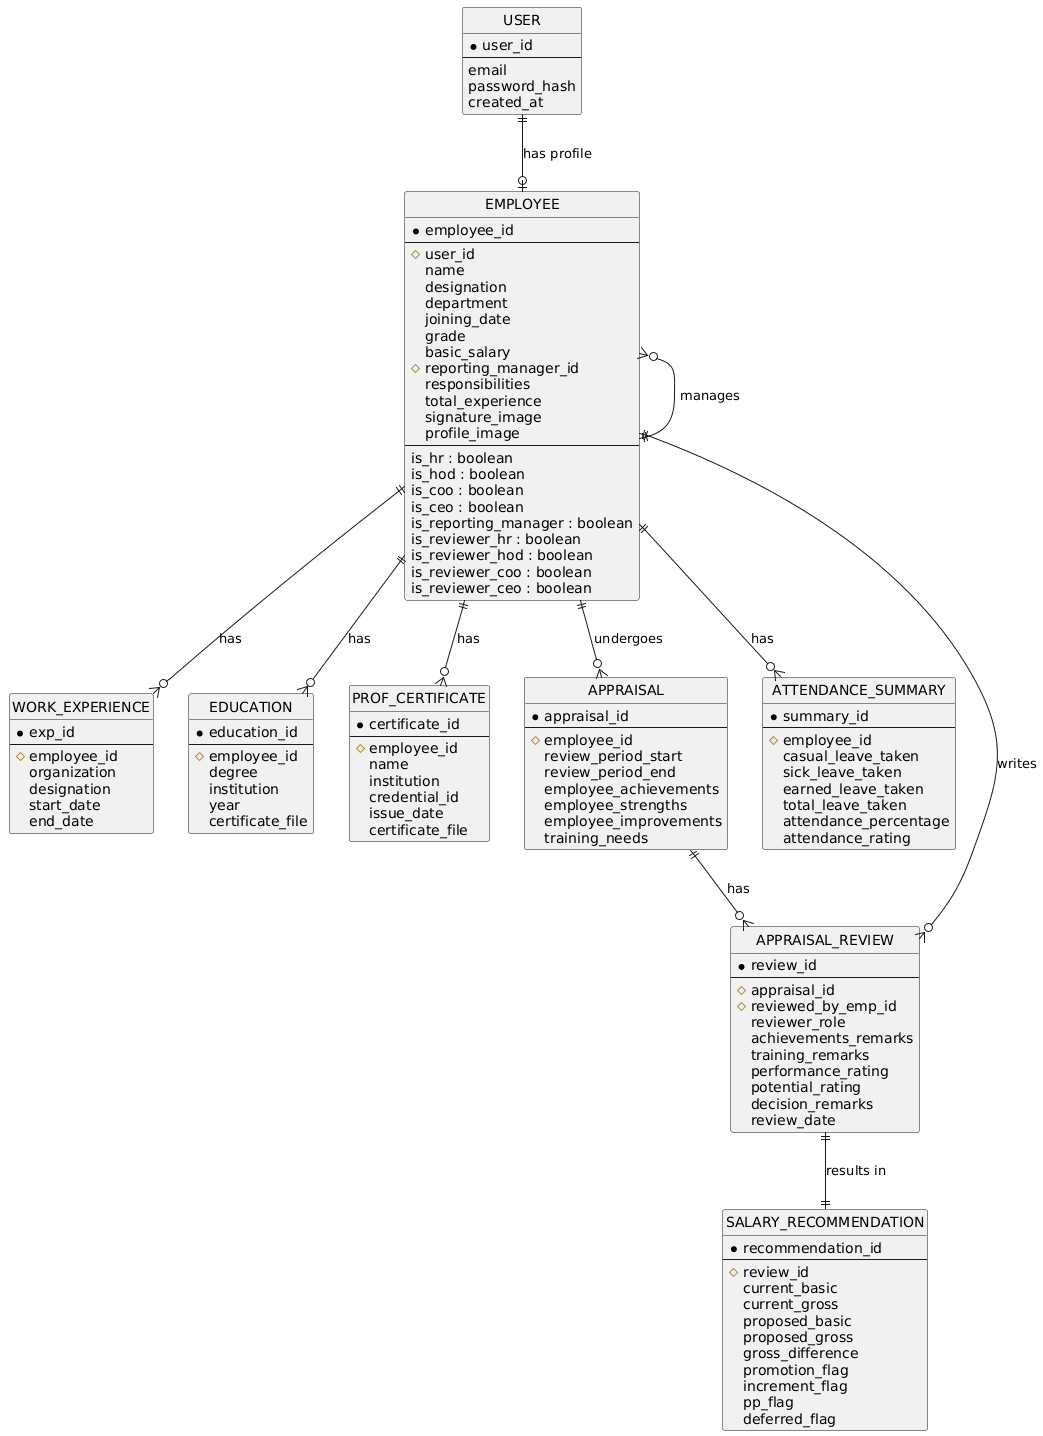 USER
user_id
email
password_hash
created_at
has profile
EMPLOYEE
employee_id
user_id
name
designation
department
joining_date
grade
basic_salary
reporting_manager_id
responsibilities
total_experience
signature_image
profile_image
is_hr : boolean
is_hod : boolean
is_coo : boolean
is_ceo : boolean
is_reporting_manager : boolean
is_reviewer_hr : boolean
is_reviewer_hod : boolean
is_reviewer_coo : boolean
is_reviewer_ceo : boolean
manages
has
has
has
undergoes
has
writes
WORK_EXPERIENCE
exp_id
employee_id
organization
designation
start_date
end_date
EDUCATION
education_id
employee_id
degree
institution
year
certificate_file
PROF_CERTIFICATE
certificate_id
employee_id
name
institution
credential_id
issue_date
certificate_file
APPRAISAL
appraisal_id
employee_id
review_period_start
review_period_end
employee_achievements
employee_strengths
employee_improvements
training_needs
ATTENDANCE_SUMMARY
summary_id
employee_id
casual_leave_taken
sick_leave_taken
earned_leave_taken
total_leave_taken
attendance_percentage
attendance_rating
has
APPRAISAL_REVIEW
review_id
appraisal_id
reviewed_by_emp_id
reviewer_role
achievements_remarks
training_remarks
performance_rating
potential_rating
decision_remarks
review_date
results in
SALARY_RECOMMENDATION
recommendation_id
review_id
current_basic
current_gross
proposed_basic
proposed_gross
gross_difference
promotion_flag
increment_flag
pp_flag
deferred_flag